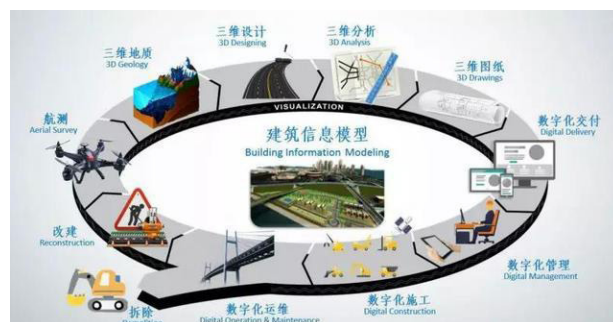 三维设计
3D Designing
三维分析
3D Analysis
三维地质
3D Geology
三维图纸
3D Drawings
VISUALIZATION
航测
Aerial Survey
数字化交付
Digital Delivery
建筑信息模型
Building Information Modeling
改建
Reconstruction
数字化管理
Digital Management
拆除
数字化运维
Digital Operation & Maintenance
数字化施工
Digital Construction